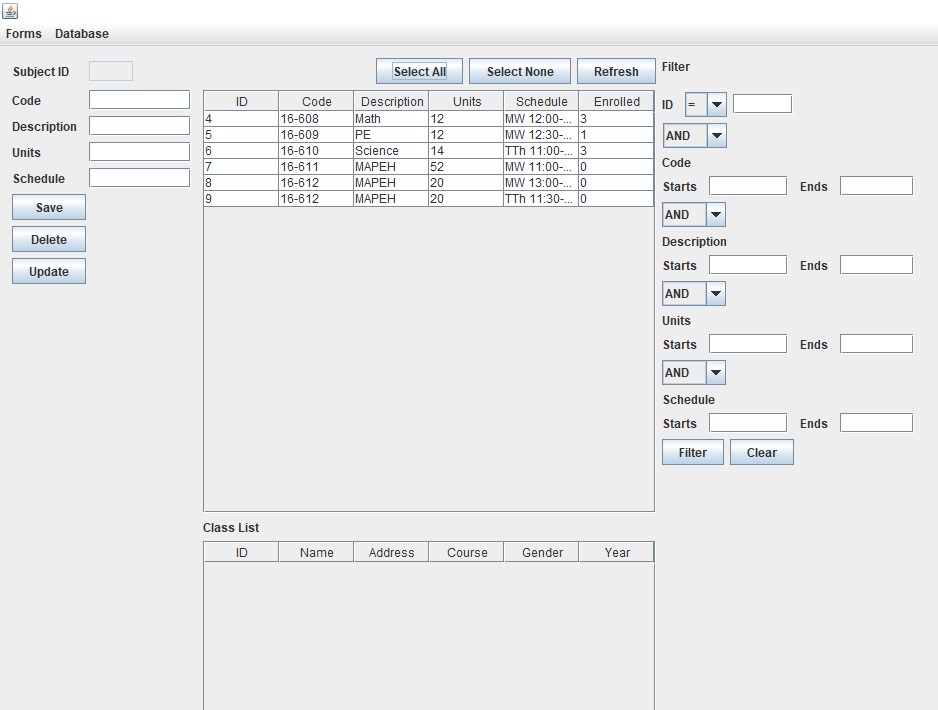 Forms Database
Subject ID
Code
Description
Units
Schedule
Save
Delete
Update
Select All Select None Refresh
ID Code Description Units Schedule Enrolled
4 16-608 Math 12 MW 12:00-... 3
5 16-609 PE 12 MW 12:30-... 1
6 16-610 Science 14 TTh 11:00-... 3
7 16-611 MAPEH 52 MW 11:00-... 0
8 16-612 MAPEH 20 MW 13:00-... 0
9 16-612 MAPEH 20 TTh 11:30-... 0
Class List
ID Name Address Course Gender Year
Filter
ID =
AND
Code
Starts Ends
AND
Description
Starts Ends
AND
Units
Starts Ends
AND
Schedule
Starts Ends
Filter Clear